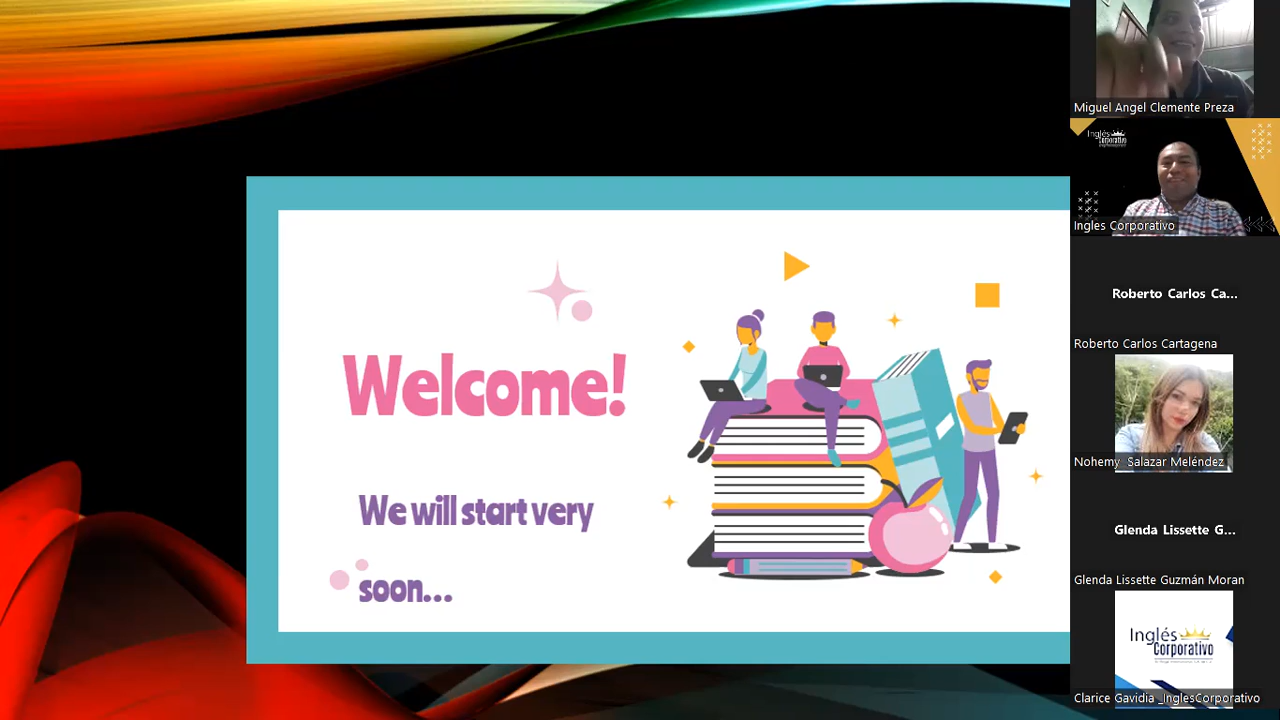 Welcome!
We will start very
soon...
Miguel Angel Clemente Preza
Inglés
Corporativo
Ingles Corporativo
Roberto Carlos Ca...
Roberto Carlos Cartagena
Nohemy Salazar Meléndez
Glenda Lissette G...
Glenda Lissette Guzmán Moran
Inglés
Corporativo
Clarice Gavidia _InglesCorporativo